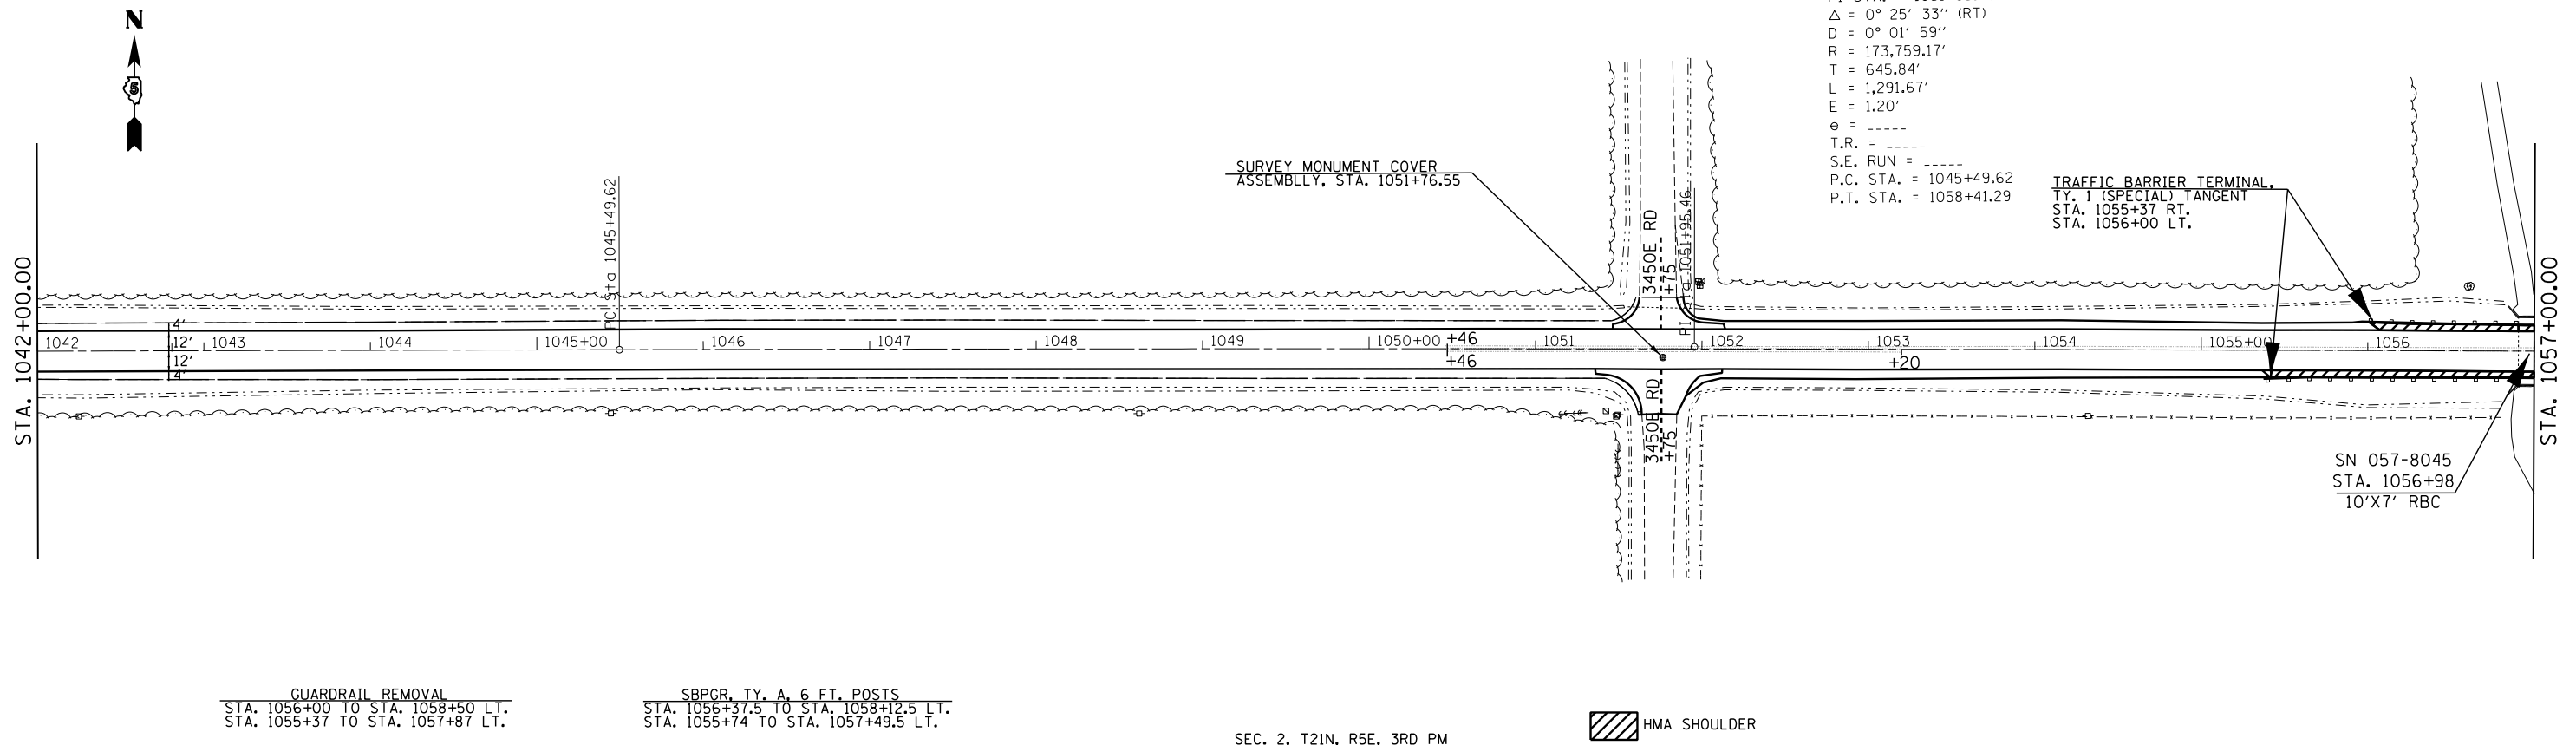 N
5
Δ = 0° 25' 33" (RT)
D = 0° 01' 59"
R = 173,759.17'
T = 645.84'
L = 1,291.67'
E = 1.20'
e = _____
T.R. = _____
S.E. RUN = _____
P.C. STA. = 1045+49.62
P.T. STA. = 1058+41.29
SURVEY MONUMENT COVER
ASSEMBLLY, STA. 1051+76.55
TRAFFIC BARRIER TERMINAL,
TY. 1 (SPECIAL) TANGENT
STA. 1055+37 RT.
STA. 1056+00 LT.
PC Sta 1045+49.62
3450E RD
+75
PI Sta 1051+95.46
STA. 1042+00.00
STA. 1057+00.00
4'
12'
12'
4'
1042
1043
1044
1045+00
1046
1047
1048
1049
1050+00
+46
+46
1051
1052
1053
+20
1054
1055+00
1056
3450E RD
+75
SN 057-8045
STA. 1056+98
10'X7' RBC
GUARDRAIL REMOVAL
STA. 1056+00 TO STA. 1058+50 LT.
STA. 1055+37 TO STA. 1057+87 LT.
SBPGR, TY. A, 6 FT. POSTS
STA. 1056+37.5 TO STA. 1058+12.5 LT.
STA. 1055+74 TO STA. 1057+49.5 LT.
SEC. 2, T21N, R5E, 3RD PM
HMA SHOULDER